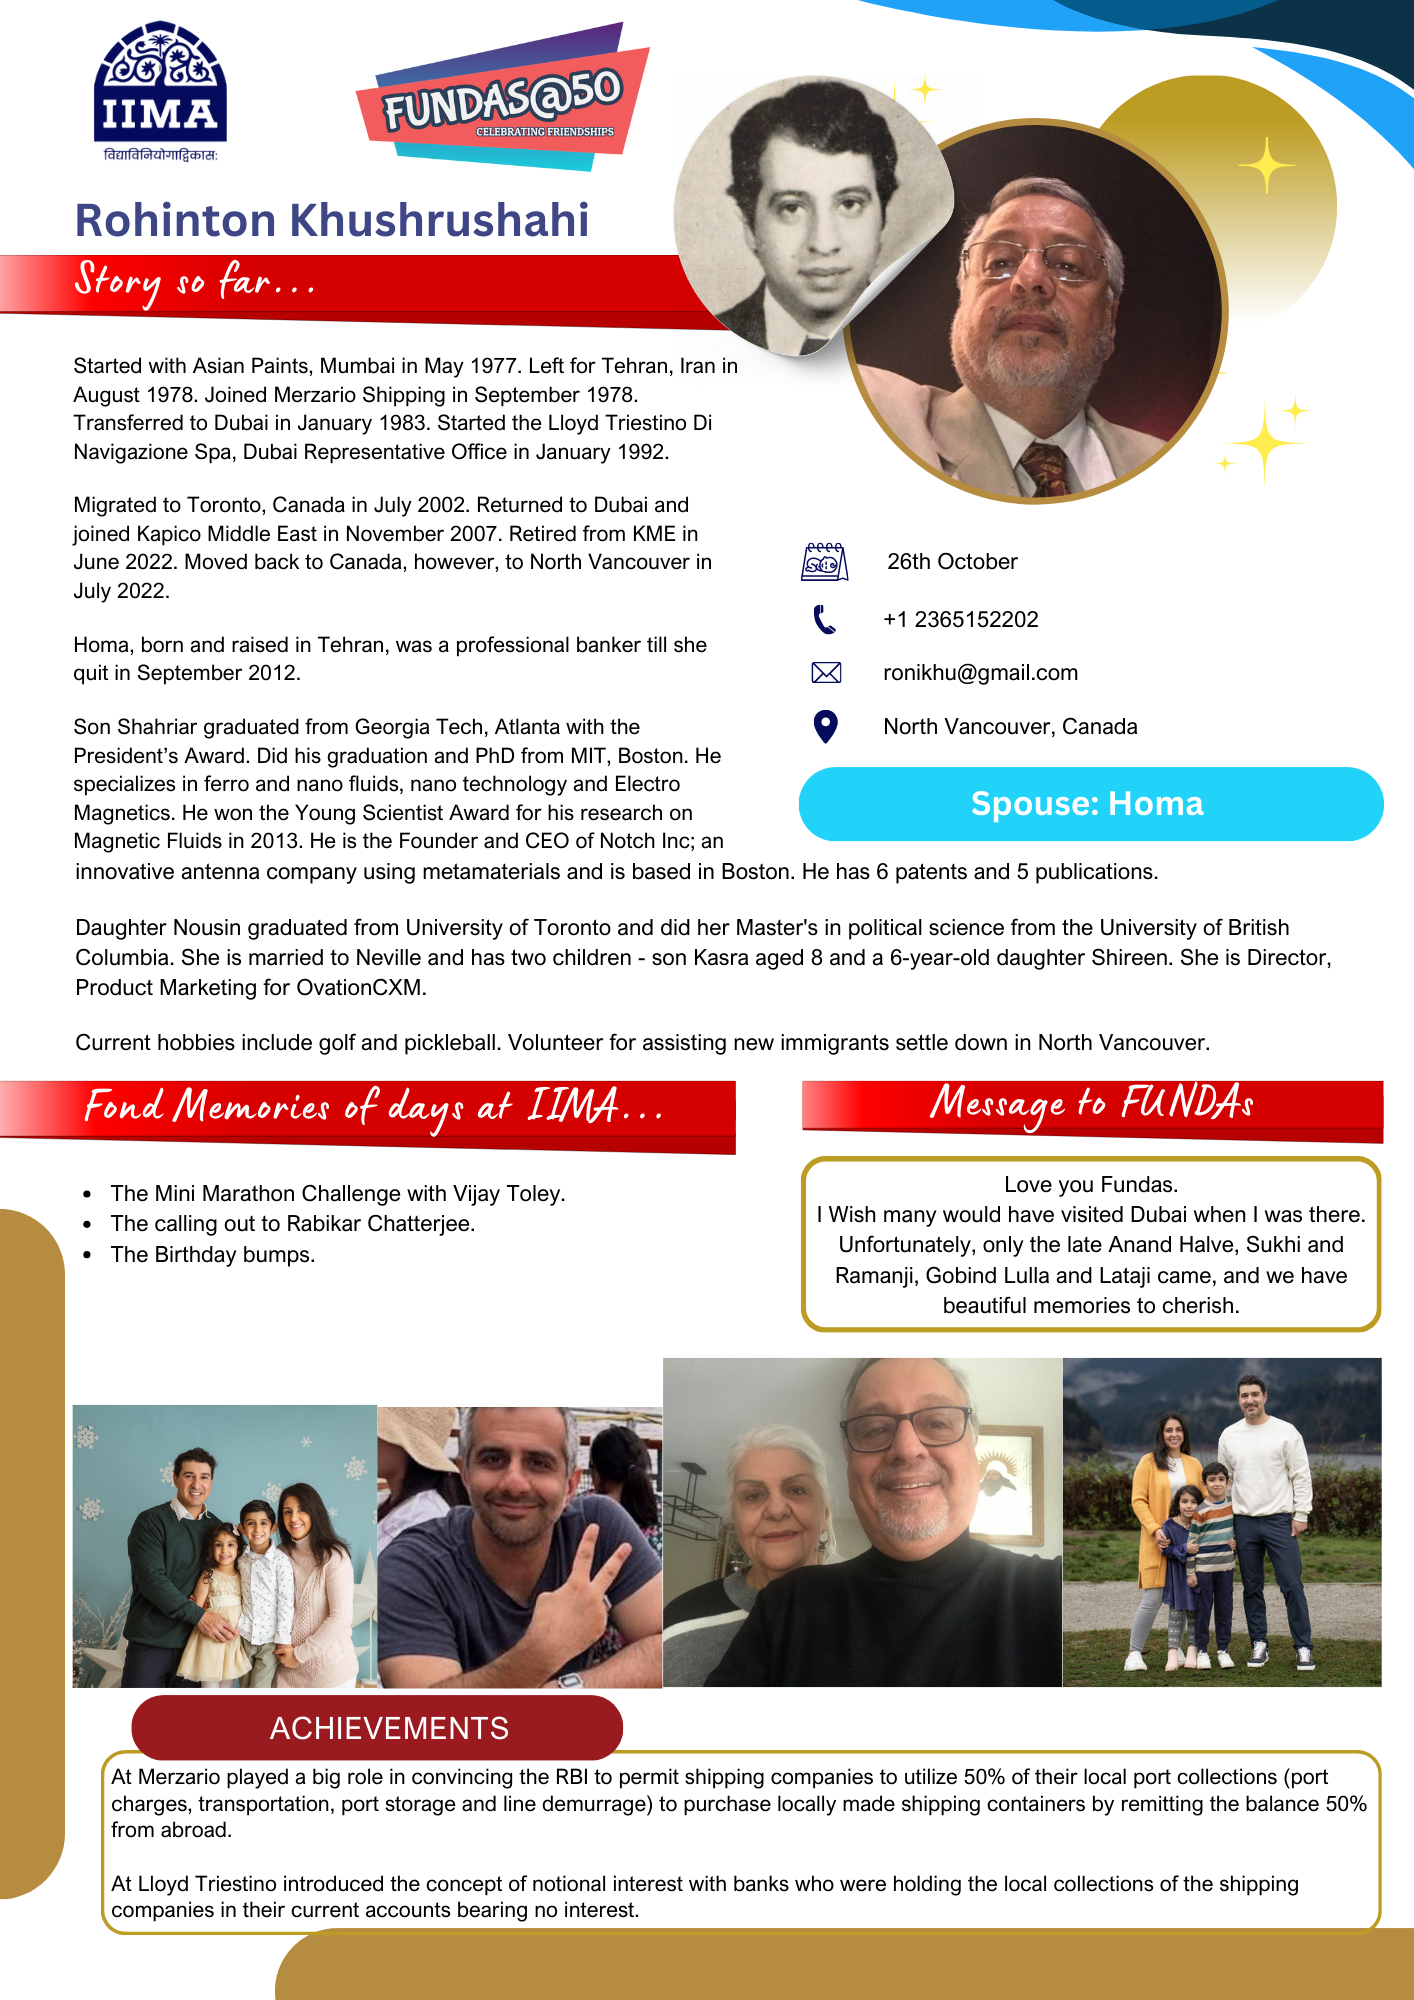 IIMA
विद्याविनियोगाद्विकास:
FUNDAS@50
CELEBRATING FRIENDSHIPS
Rohinton Khushrushahi
Story so far...
Started with Asian Paints, Mumbai in May 1977. Left for Tehran, Iran in
August 1978. Joined Merzario Shipping in September 1978.
Transferred to Dubai in January 1983. Started the Lloyd Triestino Di
Navigazione Spa, Dubai Representative Office in January 1992.
Migrated to Toronto, Canada in July 2002. Returned to Dubai and
joined Kapico Middle East in November 2007. Retired from KME in
June 2022. Moved back to Canada, however, to North Vancouver in
July 2022.
Homa, born and raised in Tehran, was a professional banker till she
quit in September 2012.
Son Shahriar graduated from Georgia Tech, Atlanta with the
President’s Award. Did his graduation and PhD from MIT, Boston. He
specializes in ferro and nano fluids, nano technology and Electro
Magnetics. He won the Young Scientist Award for his research on
Magnetic Fluids in 2013. He is the Founder and CEO of Notch Inc; an
innovative antenna company using metamaterials and is based in Boston. He has 6 patents and 5 publications.
Daughter Nousin graduated from University of Toronto and did her Master's in political science from the University of British
Columbia. She is married to Neville and has two children - son Kasra aged 8 and a 6-year-old daughter Shireen. She is Director,
Product Marketing for OvationCXM.
Current hobbies include golf and pickleball. Volunteer for assisting new immigrants settle down in North Vancouver.
26th October
+1 2365152202
ronikhu@gmail.com
North Vancouver, Canada
Spouse: Homa
Fond Memories of days at IIMA...
• The Mini Marathon Challenge with Vijay Toley.
• The calling out to Rabikar Chatterjee.
• The Birthday bumps.
Message to FUNDAs
Love you Fundas.
I Wish many would have visited Dubai when I was there.
Unfortunately, only the late Anand Halve, Sukhi and
Ramanji, Gobind Lulla and Lataji came, and we have
beautiful memories to cherish.
ACHIEVEMENTS
At Merzario played a big role in convincing the RBI to permit shipping companies to utilize 50% of their local port collections (port
charges, transportation, port storage and line demurrage) to purchase locally made shipping containers by remitting the balance 50%
from abroad.
At Lloyd Triestino introduced the concept of notional interest with banks who were holding the local collections of the shipping
companies in their current accounts bearing no interest.